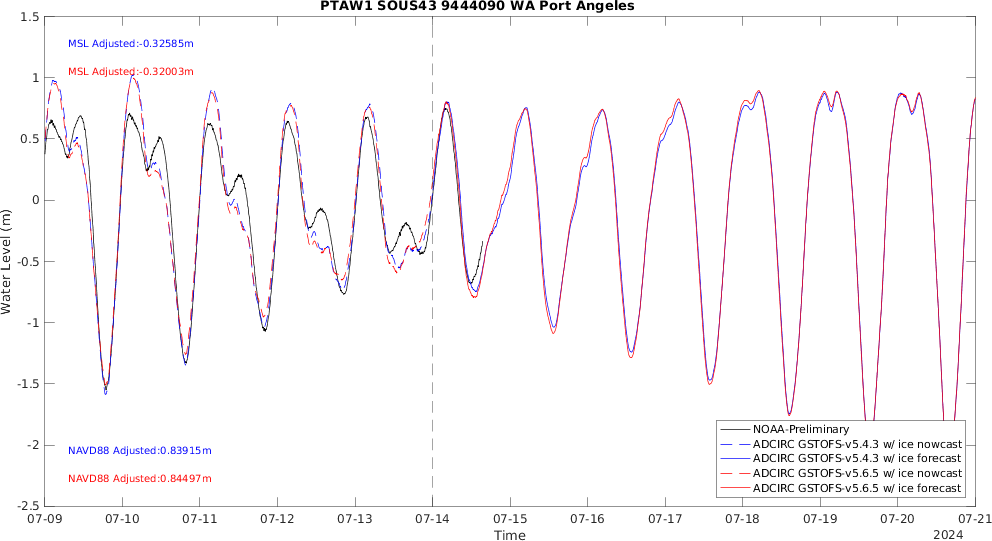 PTAW1 SOUS43 9444090 WA Port Angeles
1.5
1
0.5
0
-0.5
-1
-1.5
-2
-2.5
Water Level (m)
MSL Adjusted:-0.32585m
MSL Adjusted:-0.32003m
NAVD88 Adjusted:0.83915m
NAVD88 Adjusted:0.84497m
NOAA-Preliminary
ADCIRC GSTOFS-v5.4.3 w/ ice nowcast
ADCIRC GSTOFS-v5.4.3 w/ ice forecast
ADCIRC GSTOFS-v5.6.5 w/ ice nowcast
ADCIRC GSTOFS-v5.6.5 w/ ice forecast
07-09 07-10 07-11 07-12 07-13 07-14 07-15 07-16 07-17 07-18 07-19 07-20 07-21
Time
2024